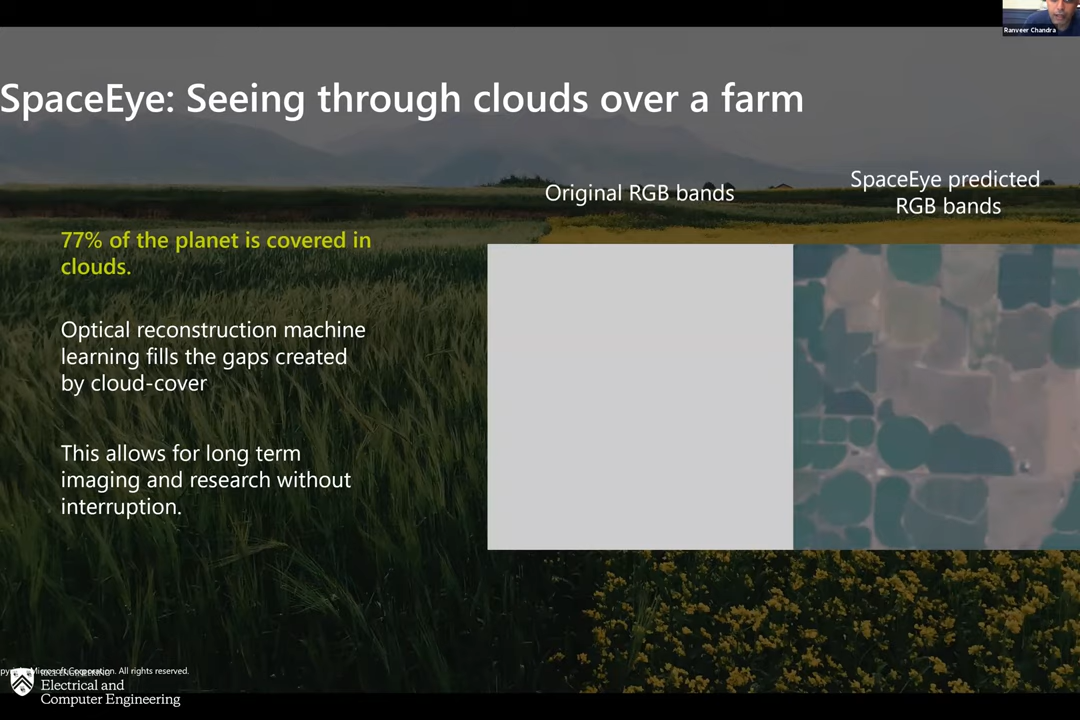 Ranveer Chandra
SpaceEye: Seeing through clouds over a farm
Original RGB bands
SpaceEye predicted
RGB bands
77% of the planet is covered in
clouds.
Optical reconstruction machine
learning fills the gaps created
by cloud-cover
This allows for long term
imaging and research without
interruption.
Microsoft Corporation. All rights reserved.
Electrical and
Computer Engineering